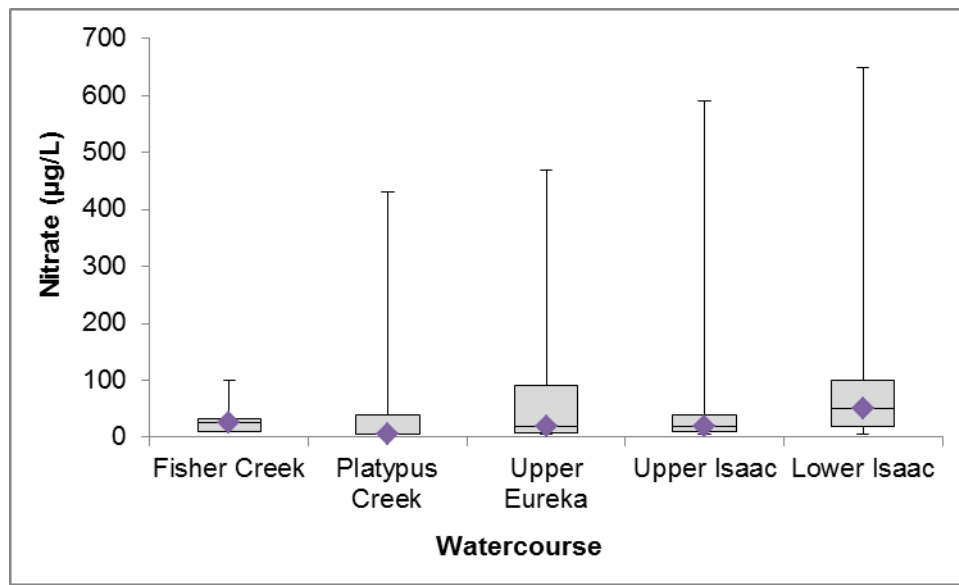 700
600
500
400
300
200
100
0
Nitrate (µg/L)
Fisher Creek Platypus Creek Upper Eureka Upper Isaac Lower Isaac
Watercourse